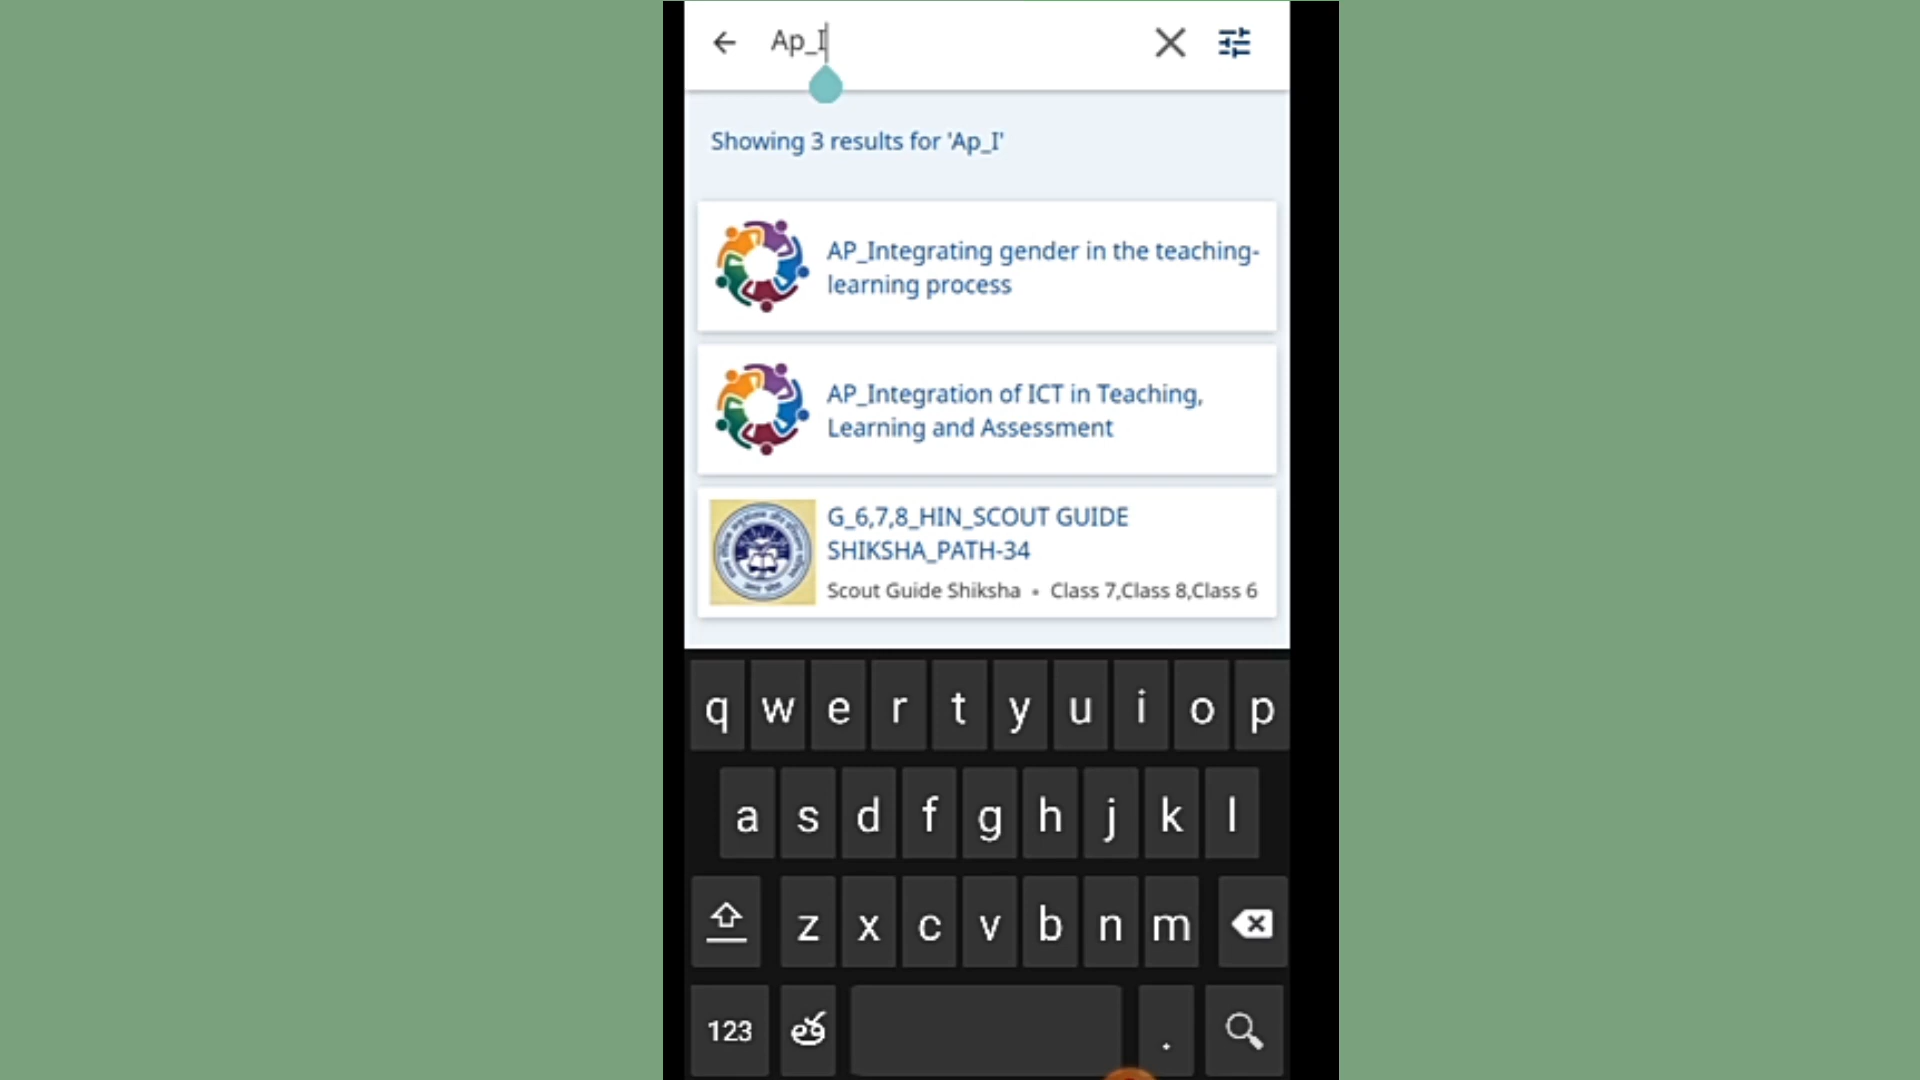 Ap_I
Showing 3 results for 'Ap_I'
AP_Integrating gender in the teaching-
learning process
AP_Integration of ICT in Teaching,
Learning and Assessment
G_6,7,8_HIN_SCOUT GUIDE
SHIKSHA_PATH-34
Scout Guide Shiksha • Class 7,Class 8,Class 6
q w e r t y u i o p
a s d f g h j k l
z x c v b n m
123 .